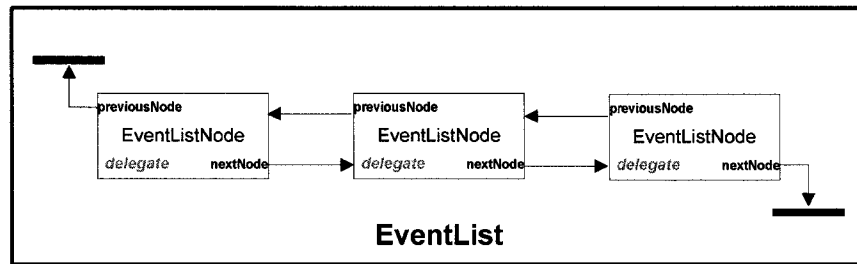 previousNode previousNode previousNode
EventListNode EventListNode EventListNode
delegate nextNode delegate nextNode delegate nextNode
EventList